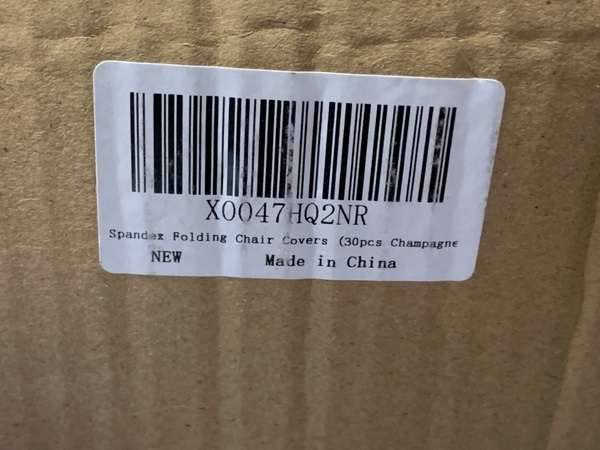 X0047HQ2NR
Spandex Folding Chair Covers (30pcs Champagne
NEW Made in China